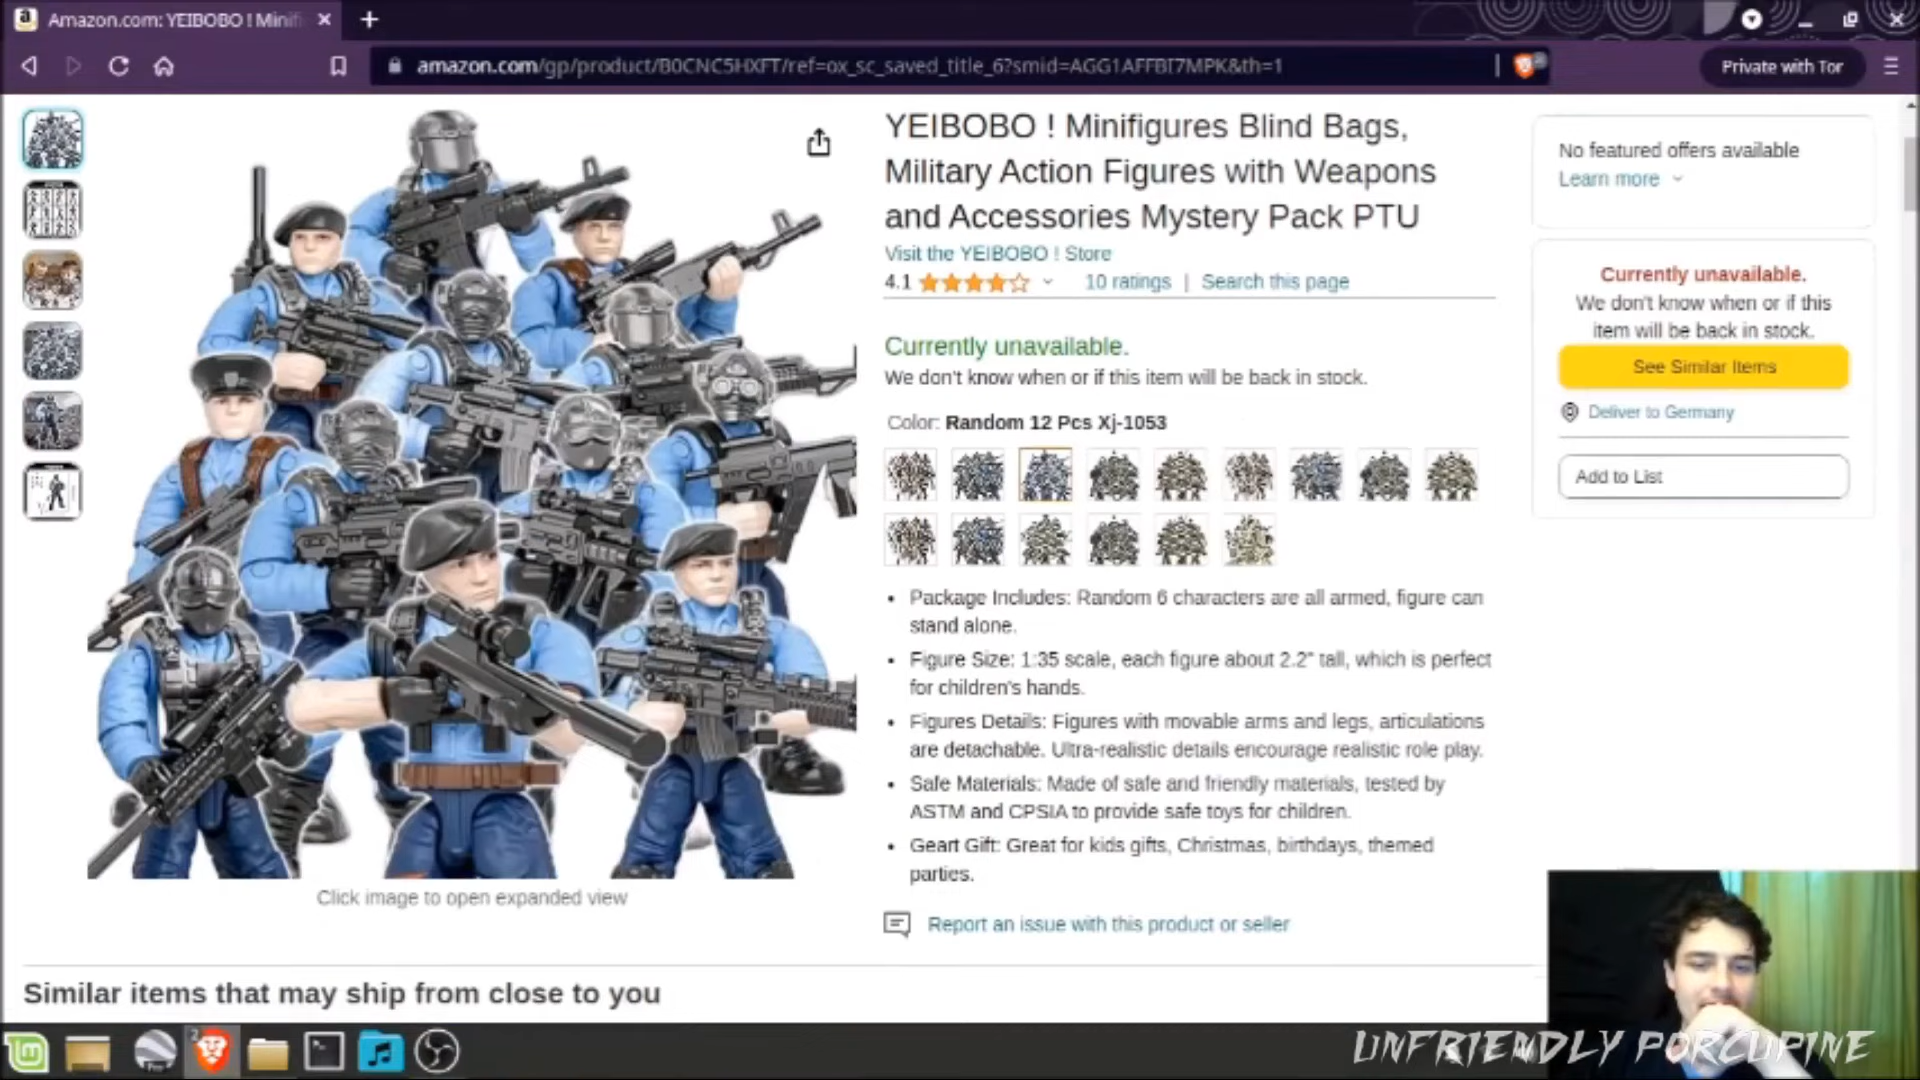 Amazon.com: YEIBOBO ! Minifi
amazon.com/gp/product/B0CNC5HXFT/ref=ox_sc_saved_title_6?smid=AGG1AFFBI7MPK&th=1
Private with Tor
YEIBOBO ! Minifigures Blind Bags,
Military Action Figures with Weapons
and Accessories Mystery Pack PTU
Visit the YEIBOBO ! Store
4.1
10 ratings | Search this page
Currently unavailable.
We don't know when or if this item will be back in stock.
Color: Random 12 Pcs Xj-1053
• Package Includes: Random 6 characters are all armed, figure can
stand alone.
• Figure Size: 1:35 scale, each figure about 2.2" tall, which is perfect
for children's hands.
• Figures Details: Figures with movable arms and legs, articulations
are detachable. Ultra-realistic details encourage realistic role play.
• Safe Materials: Made of safe and friendly materials, tested by
ASTM and CPSIA to provide safe toys for children.
• Geart Gift: Great for kids gifts, Christmas, birthdays, themed
parties.
Report an issue with this product or seller
No featured offers available
Learn more
Currently unavailable.
We don't know when or if this
item will be back in stock.
See Similar Items
Deliver to Germany
Add to List
Click image to open expanded view
Similar items that may ship from close to you
UNFRIENDLY PORCUPINE